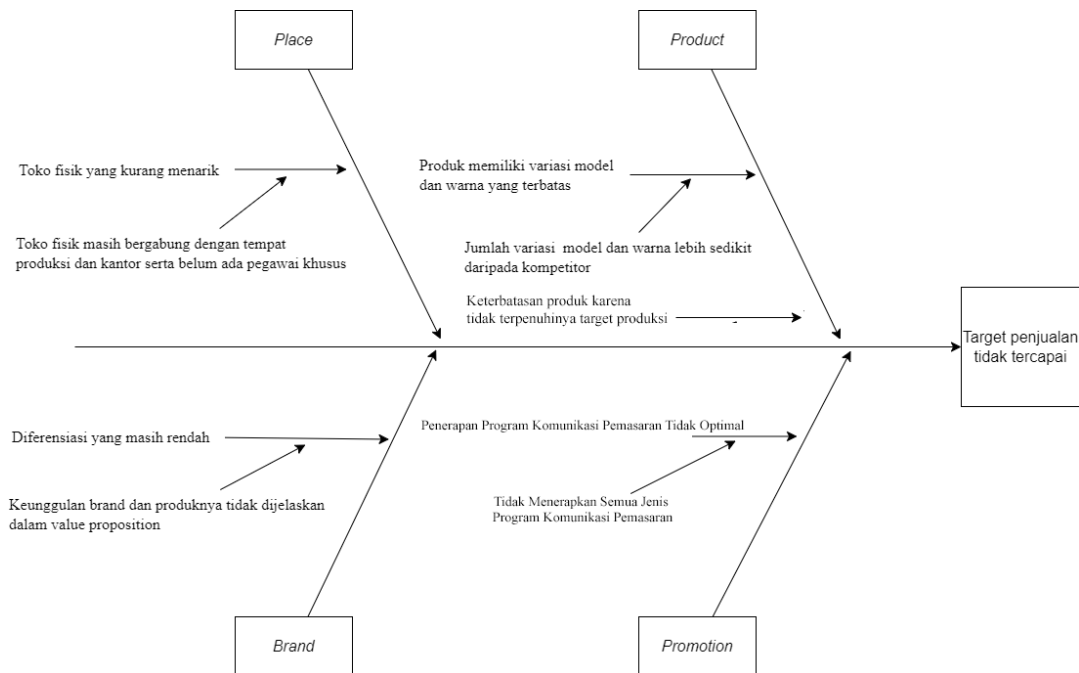 Place
Product
Toko fisik yang kurang menarik
Produk memiliki variasi model
dan warna yang terbatas
Toko fisik masih bergabung dengan tempat
produksi dan kantor serta belum ada pegawai khusus
Jumlah variasi model dan warna lebih sedikit
daripada kompetitor
Keterbatasan produk karena
tidak terpenuhinya target produksi
Target penjualan
tidak tercapai
Diferensiasi yang masih rendah
Penerapan Program Komunikasi Pemasaran Tidak Optimal
Keunggulan brand dan produknya tidak dijelaskan
dalam value proposition
Tidak Menerapkan Semua Jenis
Program Komunikasi Pemasaran
Brand
Promotion